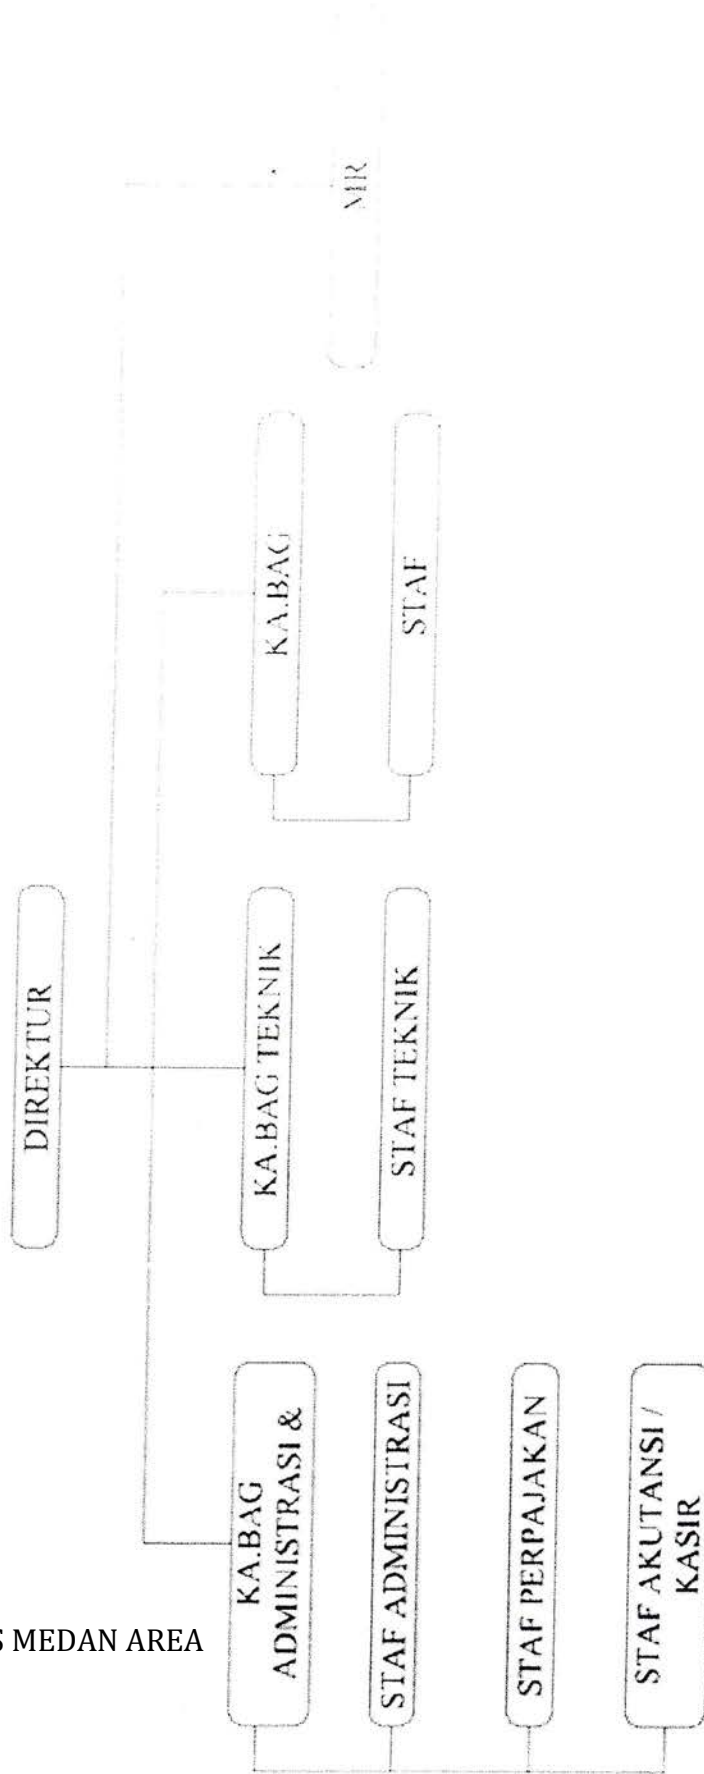 DIREKTUR
KA.BAG
ADMINISTRASI &
KA.BAG TEKNIK
KA.BAG
MR
STAF ADMINISTRASI
STAF TEKNIK
STAF
STAF PERPAJAKAN
STAF AKUTANSI /
KASIR
S MEDAN AREA